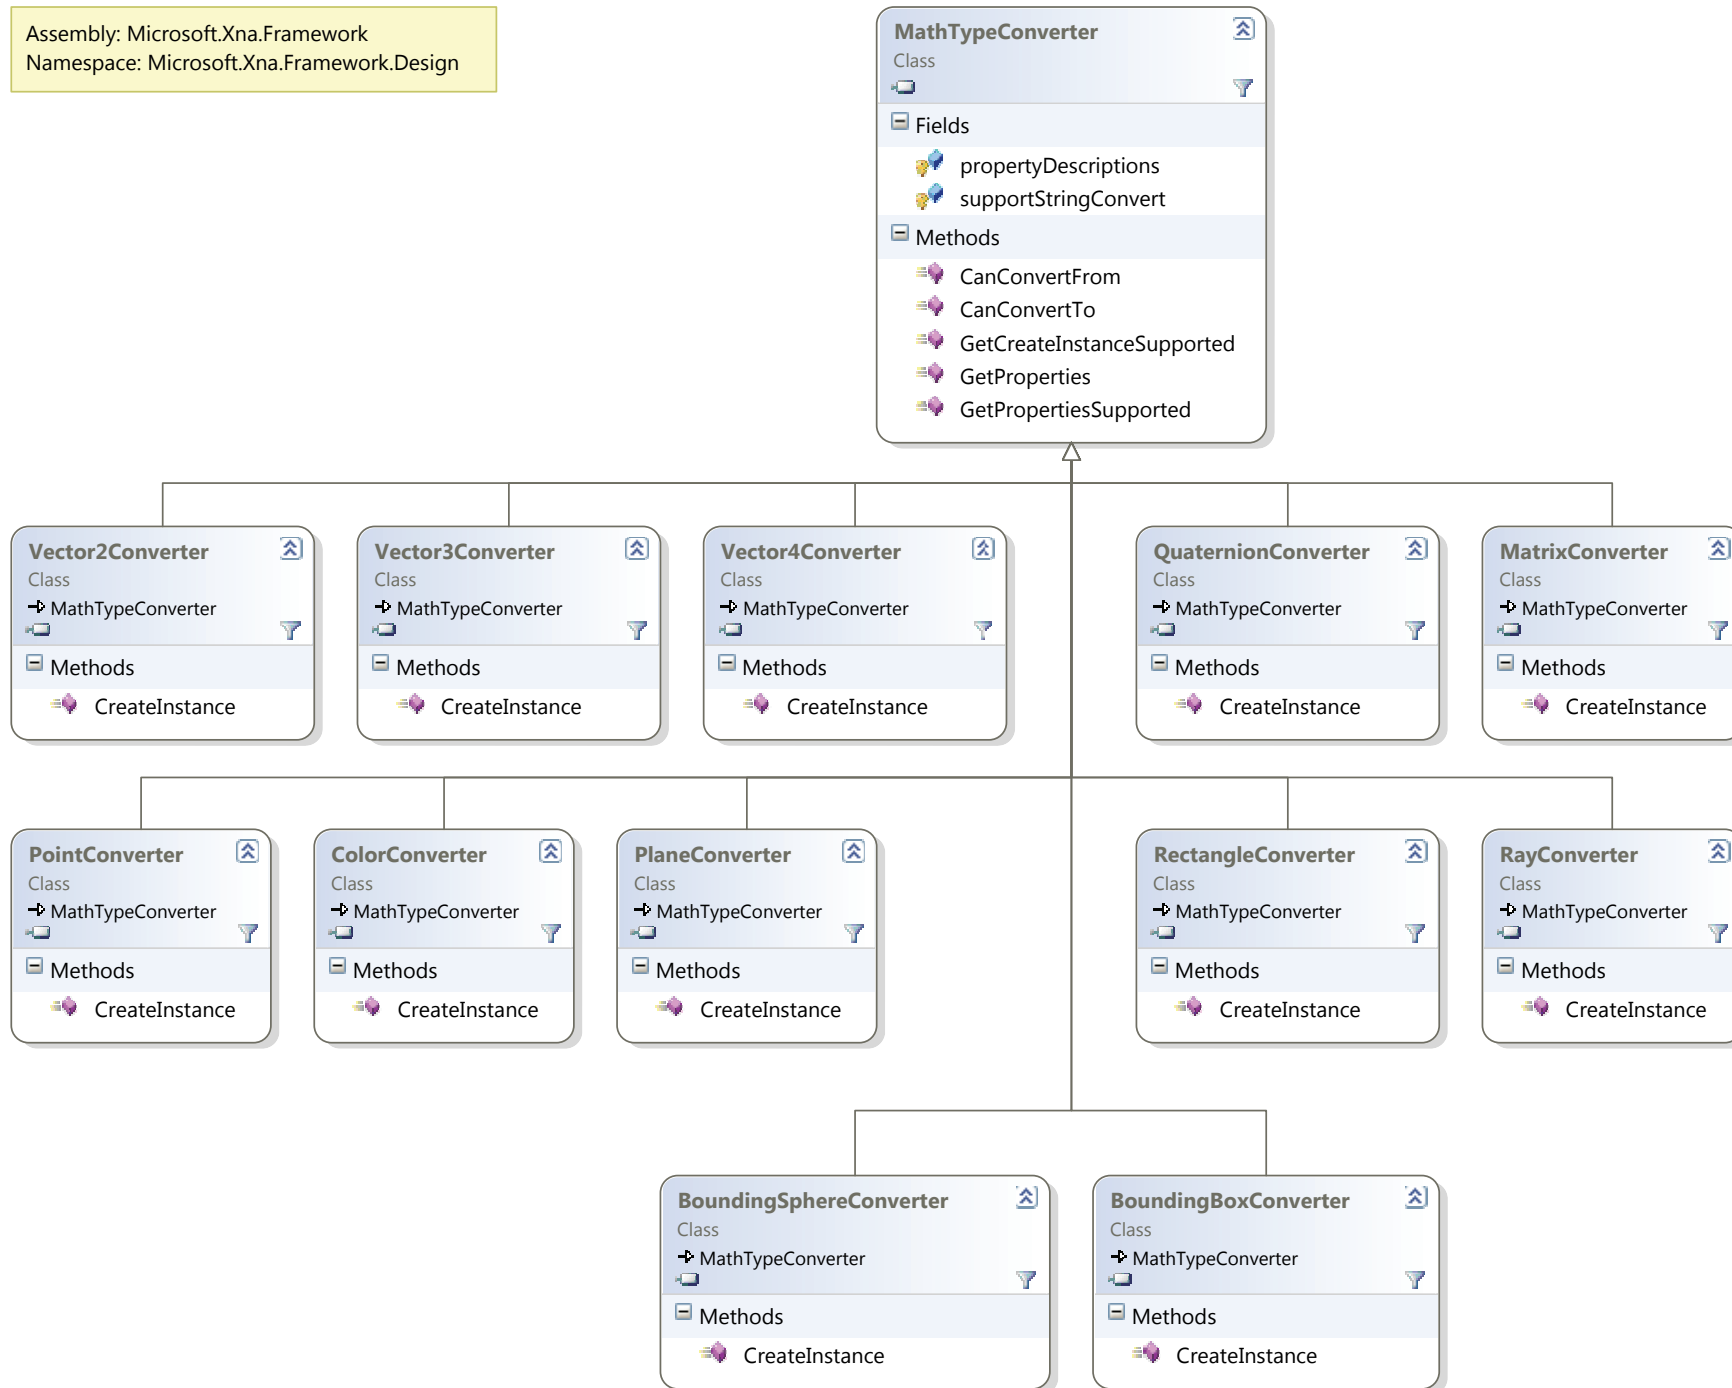 Assembly: Microsoft.Xna.Framework
Namespace: Microsoft.Xna.Framework.Design
MathTypeConverter
Class
Fields
propertyDescriptions
supportStringConvert
Methods
CanConvertFrom
CanConvertTo
GetCreateInstanceSupported
GetProperties
GetPropertiesSupported
Vector2Converter
Class
MathTypeConverter
Methods
CreateInstance
Vector3Converter
Class
MathTypeConverter
Methods
CreateInstance
Vector4Converter
Class
MathTypeConverter
Methods
CreateInstance
QuaternionConverter
Class
MathTypeConverter
Methods
CreateInstance
MatrixConverter
Class
MathTypeConverter
Methods
CreateInstance
PointConverter
Class
MathTypeConverter
Methods
CreateInstance
ColorConverter
Class
MathTypeConverter
Methods
CreateInstance
PlaneConverter
Class
MathTypeConverter
Methods
CreateInstance
RectangleConverter
Class
MathTypeConverter
Methods
CreateInstance
RayConverter
Class
MathTypeConverter
Methods
CreateInstance
BoundingSphereConverter
Class
MathTypeConverter
Methods
CreateInstance
BoundingBoxConverter
Class
MathTypeConverter
Methods
CreateInstance